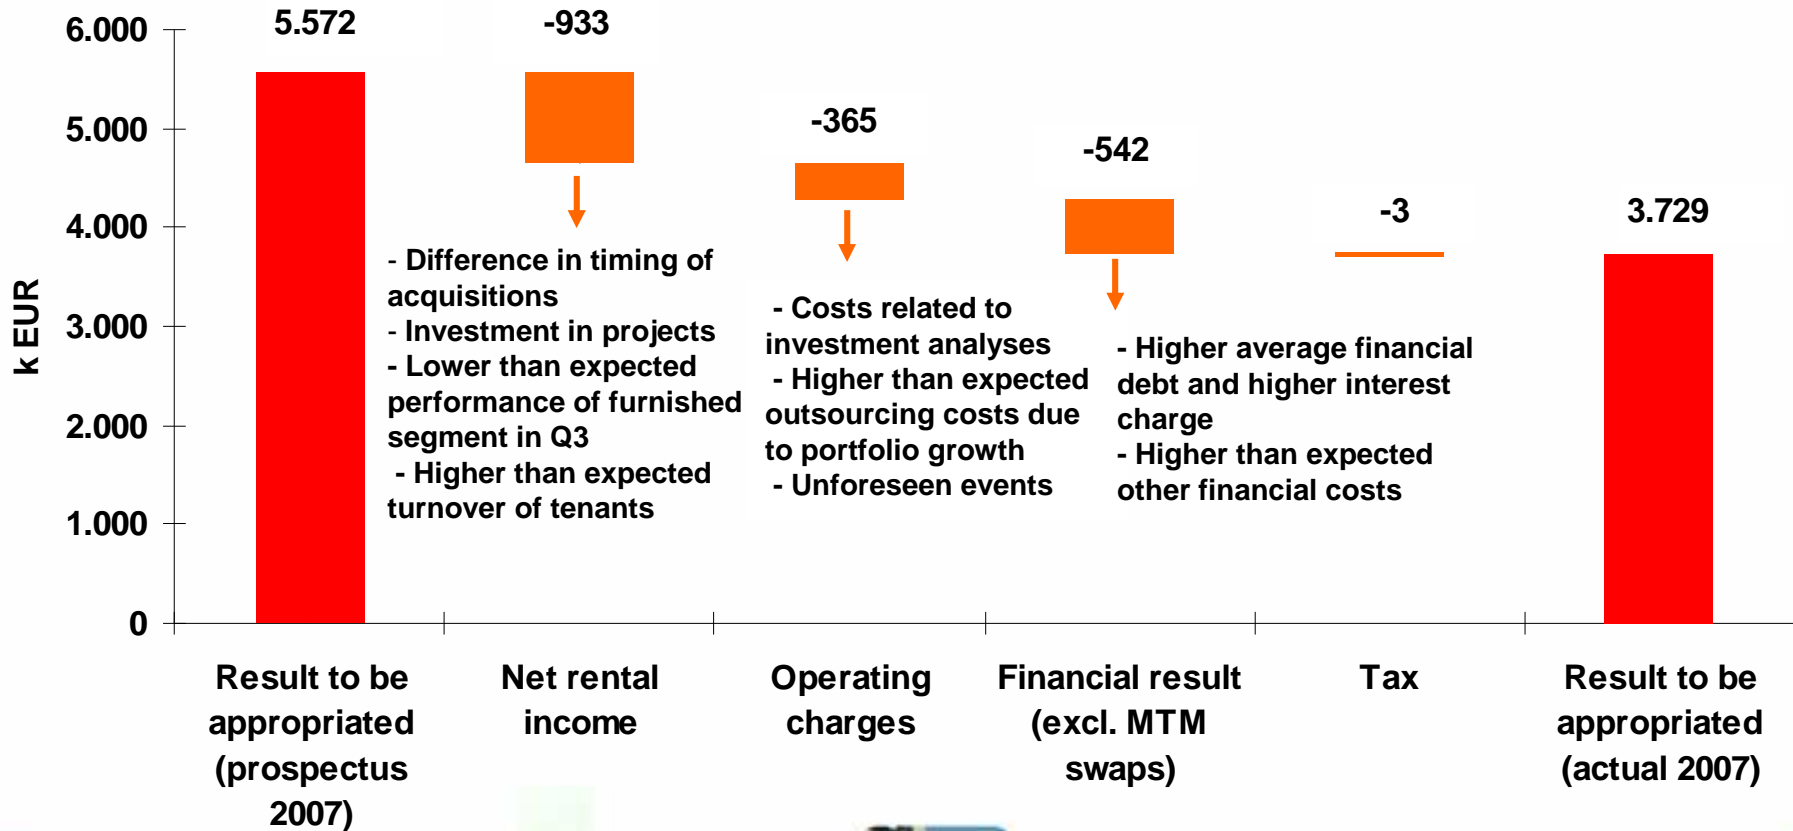 k EUR
6.000
5.000
4.000
3.000
2.000
1.000
0
5.572
-933
-365
-542
-3
3.729
- Difference in timing of
acquisitions
- Investment in projects
- Lower than expected
performance of furnished
segment in Q3
- Higher than expected
turnover of tenants
- Costs related to
investment analyses
- Higher than expected
outsourcing costs due
to portfolio growth
- Unforeseen events
- Higher average financial
debt and higher interest
charge
- Higher than expected
other financial costs
Result to be
appropriated
(prospectus
2007)
Net rental
income
Operating
charges
Financial result
(excl. MTM
swaps)
Tax
Result to be
appropriated
(actual 2007)